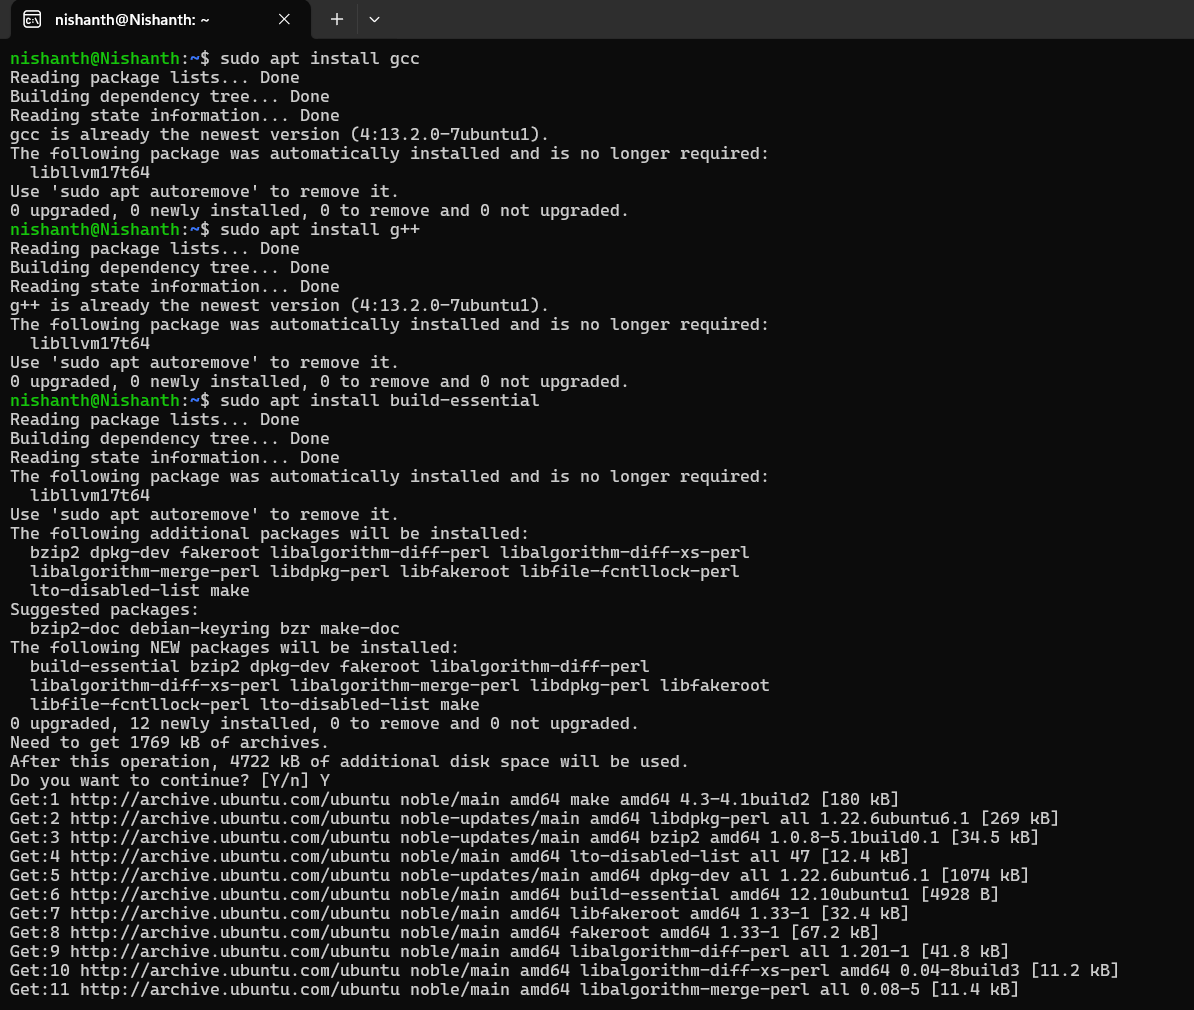 nishanth@Nishanth: ~
nishanth@Nishanth:~$ sudo apt install gcc
Reading package lists... Done
Building dependency tree... Done
Reading state information... Done
gcc is already the newest version (4:13.2.0-7ubuntu1).
The following package was automatically installed and is no longer required:
  libllvm17t64
Use 'sudo apt autoremove' to remove it.
0 upgraded, 0 newly installed, 0 to remove and 0 not upgraded.
nishanth@Nishanth:~$ sudo apt install g++
Reading package lists... Done
Building dependency tree... Done
Reading state information... Done
g++ is already the newest version (4:13.2.0-7ubuntu1).
The following package was automatically installed and is no longer required:
  libllvm17t64
Use 'sudo apt autoremove' to remove it.
0 upgraded, 0 newly installed, 0 to remove and 0 not upgraded.
nishanth@Nishanth:~$ sudo apt install build-essential
Reading package lists... Done
Building dependency tree... Done
Reading state information... Done
The following package was automatically installed and is no longer required:
  libllvm17t64
Use 'sudo apt autoremove' to remove it.
The following additional packages will be installed:
  bzip2 dpkg-dev fakeroot libalgorithm-diff-perl libalgorithm-diff-xs-perl
  libalgorithm-merge-perl libdpkg-perl libfakeroot libfile-fcntllock-perl
  lto-disabled-list make
Suggested packages:
  bzip2-doc debian-keyring bzr make-doc
The following NEW packages will be installed:
  build-essential bzip2 dpkg-dev fakeroot libalgorithm-diff-perl
  libalgorithm-diff-xs-perl libalgorithm-merge-perl libdpkg-perl libfakeroot
  libfile-fcntllock-perl lto-disabled-list make
0 upgraded, 12 newly installed, 0 to remove and 0 not upgraded.
Need to get 1769 kB of archives.
After this operation, 4722 kB of additional disk space will be used.
Do you want to continue? [Y/n] Y
Get:1 http://archive.ubuntu.com/ubuntu noble/main amd64 make amd64 4.3-4.1build2 [180 kB]
Get:2 http://archive.ubuntu.com/ubuntu noble-updates/main amd64 libdpkg-perl all 1.22.6ubuntu6.1 [269 kB]
Get:3 http://archive.ubuntu.com/ubuntu noble-updates/main amd64 bzip2 amd64 1.0.8-5.1build0.1 [34.5 kB]
Get:4 http://archive.ubuntu.com/ubuntu noble/main amd64 lto-disabled-list all 47 [12.4 kB]
Get:5 http://archive.ubuntu.com/ubuntu noble-updates/main amd64 dpkg-dev all 1.22.6ubuntu6.1 [1074 kB]
Get:6 http://archive.ubuntu.com/ubuntu noble/main amd64 build-essential amd64 12.10ubuntu1 [4928 B]
Get:7 http://archive.ubuntu.com/ubuntu noble/main amd64 libfakeroot amd64 1.33-1 [32.4 kB]
Get:8 http://archive.ubuntu.com/ubuntu noble/main amd64 fakeroot amd64 1.33-1 [67.2 kB]
Get:9 http://archive.ubuntu.com/ubuntu noble/main amd64 libalgorithm-diff-perl all 1.201-1 [41.8 kB]
Get:10 http://archive.ubuntu.com/ubuntu noble/main amd64 libalgorithm-diff-xs-perl amd64 0.04-8build3 [11.2 kB]
Get:11 http://archive.ubuntu.com/ubuntu noble/main amd64 libalgorithm-merge-perl all 0.08-5 [11.4 kB]